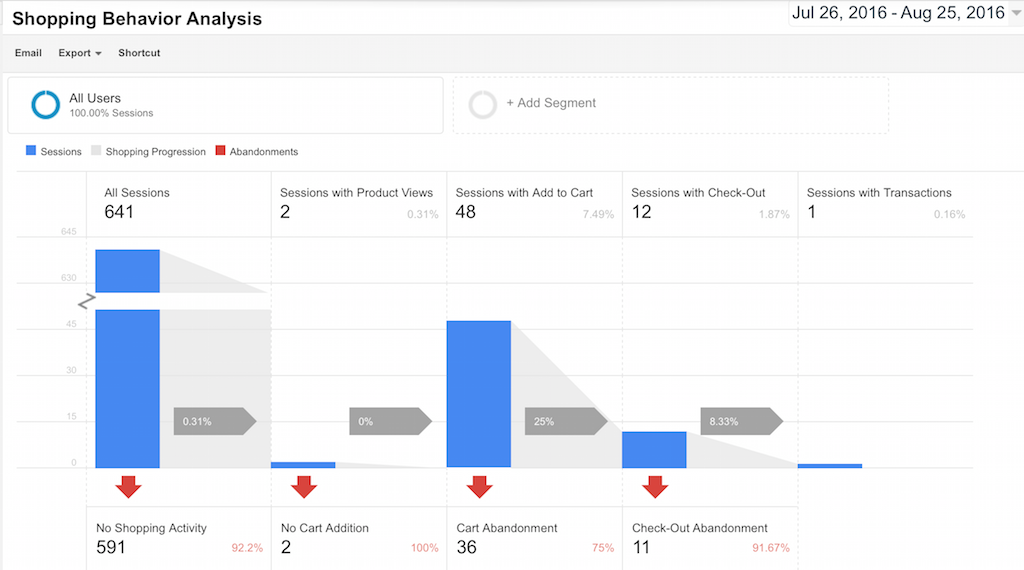 Shopping Behavior Analysis
Jul 26, 2016 - Aug 25, 2016
Email Export Shortcut
All Users
100.00% Sessions
+ Add Segment
Sessions Shopping Progression Abandonments
All Sessions
641
Sessions with Product Views
2 0.31%
Sessions with Add to Cart
48 7.49%
Sessions with Check-Out
12 1.87%
Sessions with Transactions
1 0.16%
645
630
45
30
15
0
0.31%
0%
25%
8.33%
No Shopping Activity
591 92.2%
No Cart Addition
2 100%
Cart Abandonment
36 75%
Check-Out Abandonment
11 91.67%